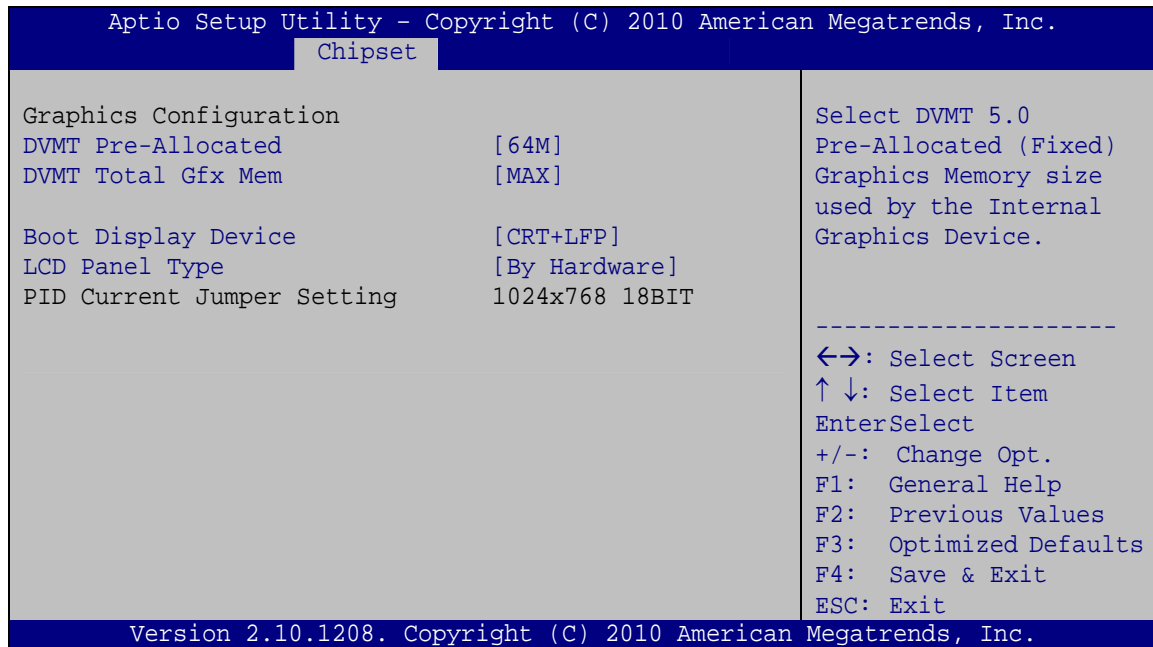 Aptio Setup Utility – Copyright (C) 2010 American Megatrends, Inc.
Chipset
Graphics Configuration
DVMT Pre-Allocated [64M]
DVMT Total Gfx Mem [MAX]
Boot Display Device [CRT+LFP]
LCD Panel Type [By Hardware]
PID Current Jumper Setting 1024x768 18BIT
Select DVMT 5.0
Pre-Allocated (Fixed)
Graphics Memory size
used by the Internal
Graphics Device.
---------------------
←→: Select Screen
↑ ↓: Select Item
EnterSelect
+/-: Change Opt.
F1: General Help
F2: Previous Values
F3: Optimized Defaults
F4: Save & Exit
ESC: Exit
Version 2.10.1208. Copyright (C) 2010 American Megatrends, Inc.